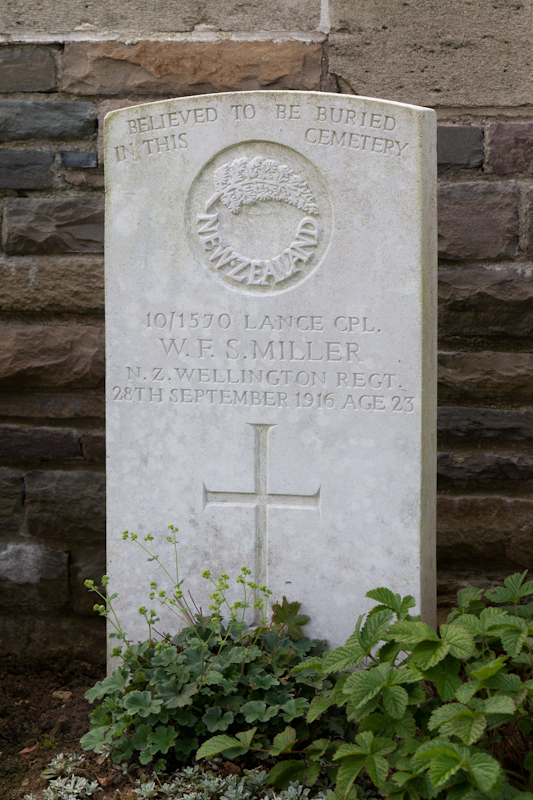 BELIEVED TO BE BURIED
IN THIS CEMETERY
NEW ZEALAND
10/1570 LANCE CPL.
W. F. S. MILLER
N. Z. WELLINGTON REGT.
28TH SEPTEMBER 1916 AGE 23